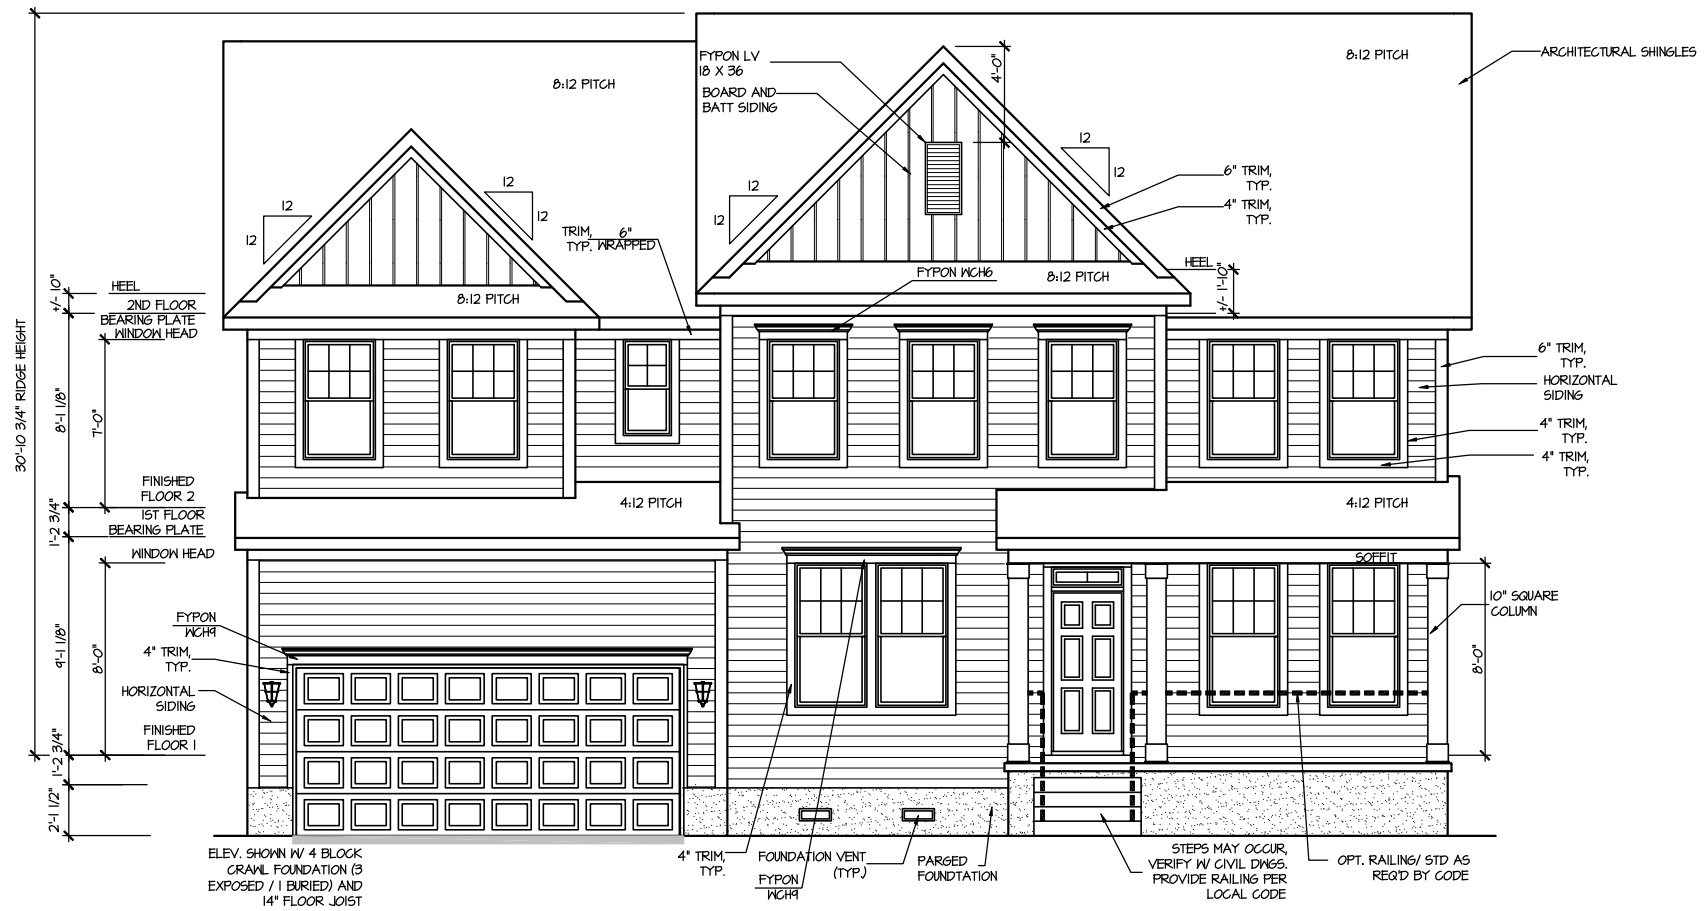 8:12 PITCH
FYPON LV
18 X 36
BOARD AND
BATT SIDING
4'-0"
8:12 PITCH
ARCHITECTURAL SHINGLES
12
12
12
12
12
12
12
12
6" TRIM,
TYP.
4" TRIM,
TYP.
TRIM,
TYP.
6"
WRAPPED
HEEL
+/- 1'-10"
FYPON WCH6
8:12 PITCH
8:12 PITCH
+/- 10"
HEEL
2ND FLOOR
BEARING PLATE
WINDOW HEAD
30'-10 3/4" RIDGE HEIGHT
8'-1 1/8"
7'-0"
6" TRIM,
TYP.
HORIZONTAL
SIDING
4" TRIM,
TYP.
4" TRIM,
TYP.
FINISHED
FLOOR 2
1ST FLOOR
BEARING PLATE
1'-2 3/4"
4:12 PITCH
4:12 PITCH
WINDOW HEAD
SOFFIT
9'-1 1/8"
8'-0"
FYPON
WCH9
4" TRIM,
TYP.
HORIZONTAL
SIDING
10" SQUARE
COLUMN
8'-0"
FINISHED
FLOOR 1
1'-2 3/4"
2'-1 1/2"
ELEV. SHOWN W/ 4 BLOCK
CRAWL FOUNDATION (3
EXPOSED / 1 BURIED) AND
14" FLOOR JOIST
4" TRIM,
TYP.
FYPON
WCH9
FOUNDATION VENT
(TYP.)
PARGED
FOUNDTATION
STEPS MAY OCCUR,
VERIFY W/ CIVIL DWGS.
PROVIDE RAILING PER
LOCAL CODE
OPT. RAILING/ STD AS
REQ'D BY CODE